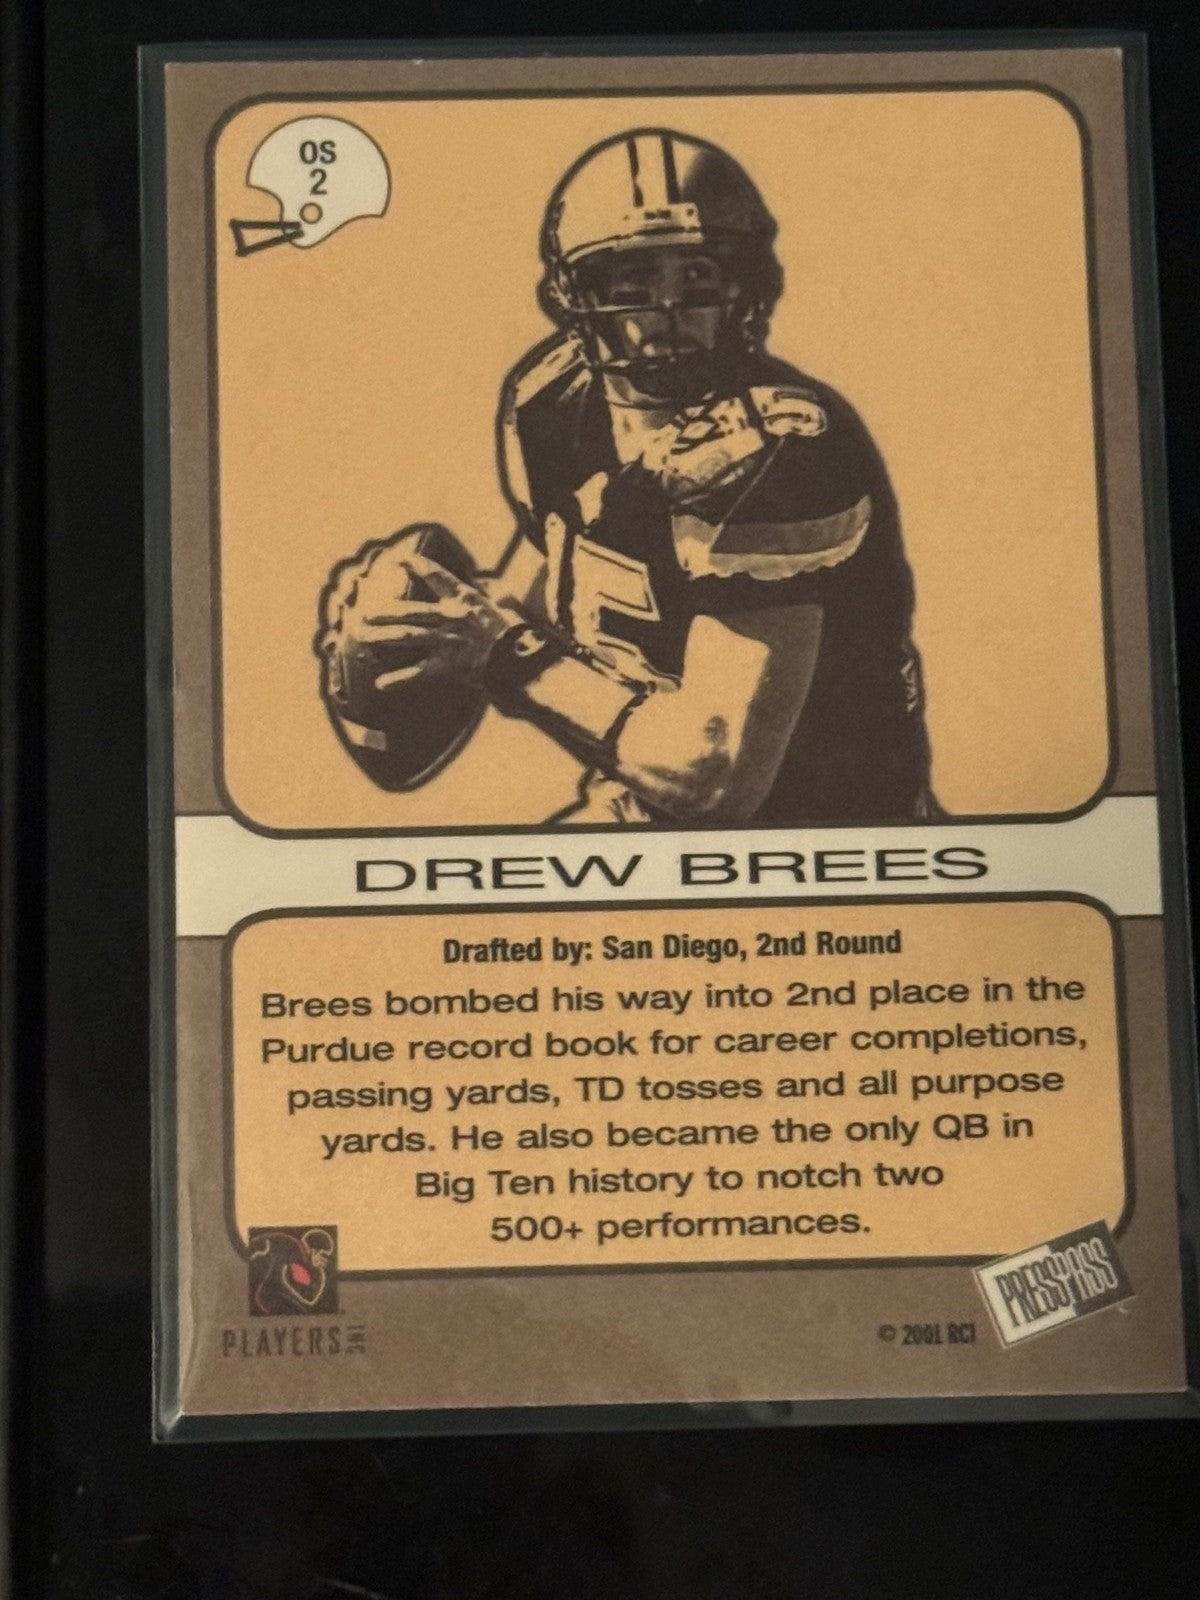 OS
2
DREW BREES
Drafted by: San Diego, 2nd Round
Brees bombed his way into 2nd place in the
Purdue record book for career completions,
passing yards, TD tosses and all purpose
yards. He also became the only QB in
Big Ten history to notch two
500+ performances.
PLAYERS INC
© 2001 RCI
PRESS PASS